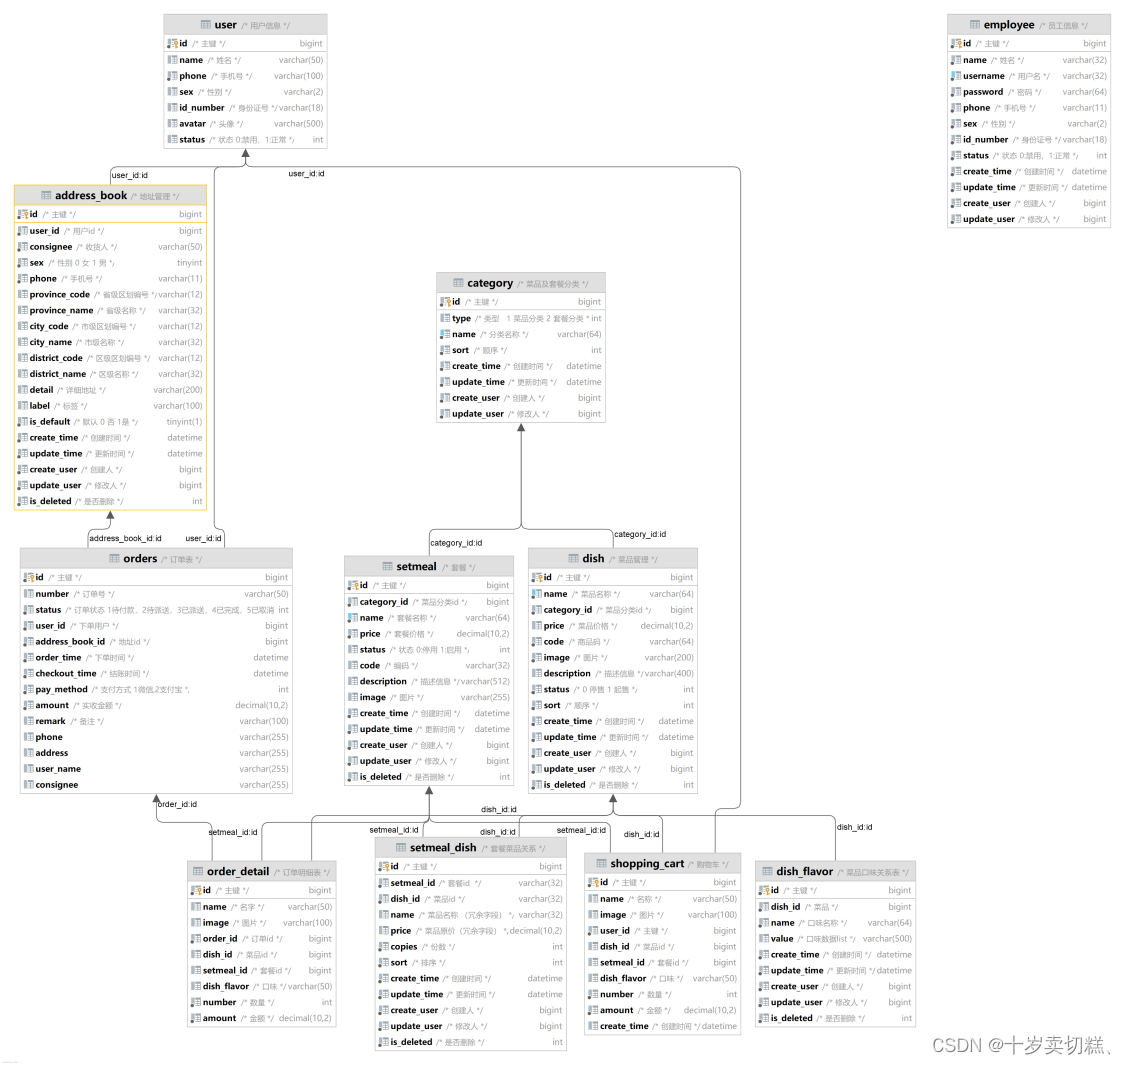 user /* 用户信息 */
id /* 主键 */ bigint
name /* 姓名 */ varchar(50)
phone /* 手机号 */ varchar(100)
sex /* 性别 */ varchar(2)
id_number /* 身份证号 */ varchar(18)
avatar /* 头像 */ varchar(500)
status /* 状态 0:禁用，1:正常 */ int
employee /* 员工信息 */
id /* 主键 */ bigint
name /* 姓名 */ varchar(32)
username /* 用户名 */ varchar(32)
password /* 密码 */ varchar(64)
phone /* 手机号 */ varchar(11)
sex /* 性别 */ varchar(2)
id_number /* 身份证号 */ varchar(18)
status /* 状态 0:禁用，1:正常 */ int
create_time /* 创建时间 */ datetime
update_time /* 更新时间 */ datetime
create_user /* 创建人 */ bigint
update_user /* 修改人 */ bigint
user_id:id
user_id:id
address_book /* 地址管理 */
id /* 主键 */ bigint
user_id /* 用户id */ bigint
consignee /* 收货人 */ varchar(50)
sex /* 性别 0 女 1 男 */ tinyint
phone /* 手机号 */ varchar(11)
province_code /* 省级区划编号 */ varchar(12)
province_name /* 省级名称 */ varchar(32)
city_code /* 市级区划编号 */ varchar(12)
city_name /* 市级名称 */ varchar(32)
district_code /* 区级区划编号 */ varchar(12)
district_name /* 区级名称 */ varchar(32)
detail /* 详细地址 */ varchar(200)
label /* 标签 */ varchar(100)
is_default /* 默认 0 否 1是 */ tinyint(1)
create_time /* 创建时间 */ datetime
update_time /* 更新时间 */ datetime
create_user /* 创建人 */ bigint
update_user /* 修改人 */ bigint
is_deleted /* 是否删除 */ int
category /* 菜品及套餐分类 */
id /* 主键 */ bigint
type /* 类型 1 菜品分类 2 套餐分类 * int
name /* 分类名称 */ varchar(64)
sort /* 顺序 */ int
create_time /* 创建时间 */ datetime
update_time /* 更新时间 */ datetime
create_user /* 创建人 */ bigint
update_user /* 修改人 */ bigint
address_book_id:id
user_id:id
category_id:id
category_id:id
orders /* 订单表 */
id /* 主键 */ bigint
number /* 订单号 */ varchar(50)
status /* 订单状态 1待付款，2待派送，3已派送，4已完成，5已取消 int
user_id /* 下单用户 */ bigint
address_book_id /* 地址id */ bigint
order_time /* 下单时间 */ datetime
checkout_time /* 结账时间 */ datetime
pay_method /* 支付方式 1微信,2支付宝 *, int
amount /* 实收金额 */ decimal(10,2)
remark /* 备注 */ varchar(100)
phone varchar(255)
address varchar(255)
user_name varchar(255)
consignee varchar(255)
setmeal /* 套餐 */
id /* 主键 */ bigint
category_id /* 菜品分类id */ bigint
name /* 套餐名称 */ varchar(64)
price /* 套餐价格 */ decimal(10,2)
status /* 状态 0:停用 1:启用 */ int
code /* 编码 */ varchar(32)
description /* 描述信息 */ varchar(512)
image /* 图片 */ varchar(255)
create_time /* 创建时间 */ datetime
update_time /* 更新时间 */ datetime
create_user /* 创建人 */ bigint
update_user /* 修改人 */ bigint
is_deleted /* 是否删除 */ int
dish /* 菜品管理 */
id /* 主键 */ bigint
name /* 菜品名称 */ varchar(64)
category_id /* 菜品分类id */ bigint
price /* 菜品价格 */ decimal(10,2)
code /* 商品码 */ varchar(64)
image /* 图片 */ varchar(200)
description /* 描述信息 */ varchar(400)
status /* 0 停售 1 起售 */ int
sort /* 顺序 */ int
create_time /* 创建时间 */ datetime
update_time /* 更新时间 */ datetime
create_user /* 创建人 */ bigint
update_user /* 修改人 */ bigint
is_deleted /* 是否删除 */ int
order_id:id
setmeal_id:id
dish_id:id
setmeal_id:id
dish_id:id
setmeal_id:id
dish_id:id
dish_id:id
order_detail /* 订单明细表 */
id /* 主键 */ bigint
name /* 名字 */ varchar(50)
image /* 图片 */ varchar(100)
order_id /* 订单id */ bigint
dish_id /* 菜品id */ bigint
setmeal_id /* 套餐id */ bigint
dish_flavor /* 口味 */ varchar(50)
number /* 数量 */ int
amount /* 金额 */ decimal(10,2)
setmeal_dish /* 套餐菜品关系 */
id /* 主键 */ bigint
setmeal_id /* 套餐id */ varchar(32)
dish_id /* 菜品id */ varchar(32)
name /* 菜品名称 （冗余字段） */ varchar(32)
price /* 菜品原价（冗余字段） *, decimal(10,2)
copies /* 份数 */ int
sort /* 排序 */ int
create_time /* 创建时间 */ datetime
update_time /* 更新时间 */ datetime
create_user /* 创建人 */ bigint
update_user /* 修改人 */ bigint
is_deleted /* 是否删除 */ int
shopping_cart /* 购物车 */
id /* 主键 */ bigint
name /* 名称 */ varchar(50)
image /* 图片 */ varchar(100)
user_id /* 主键 */ bigint
dish_id /* 菜品id */ bigint
setmeal_id /* 套餐id */ bigint
dish_flavor /* 口味 */ varchar(50)
number /* 数量 */ int
amount /* 金额 */ decimal(10,2)
create_time /* 创建时间 */ datetime
dish_flavor /* 菜品口味关系表 */
id /* 主键 */ bigint
dish_id /* 菜品 */ bigint
name /* 口味名称 */ varchar(64)
value /* 口味数据list */ varchar(500)
create_time /* 创建时间 */ datetime
update_time /* 更新时间 */ datetime
create_user /* 创建人 */ bigint
update_user /* 修改人 */ bigint
is_deleted /* 是否删除 */ int
CSDN @十岁卖切糕、